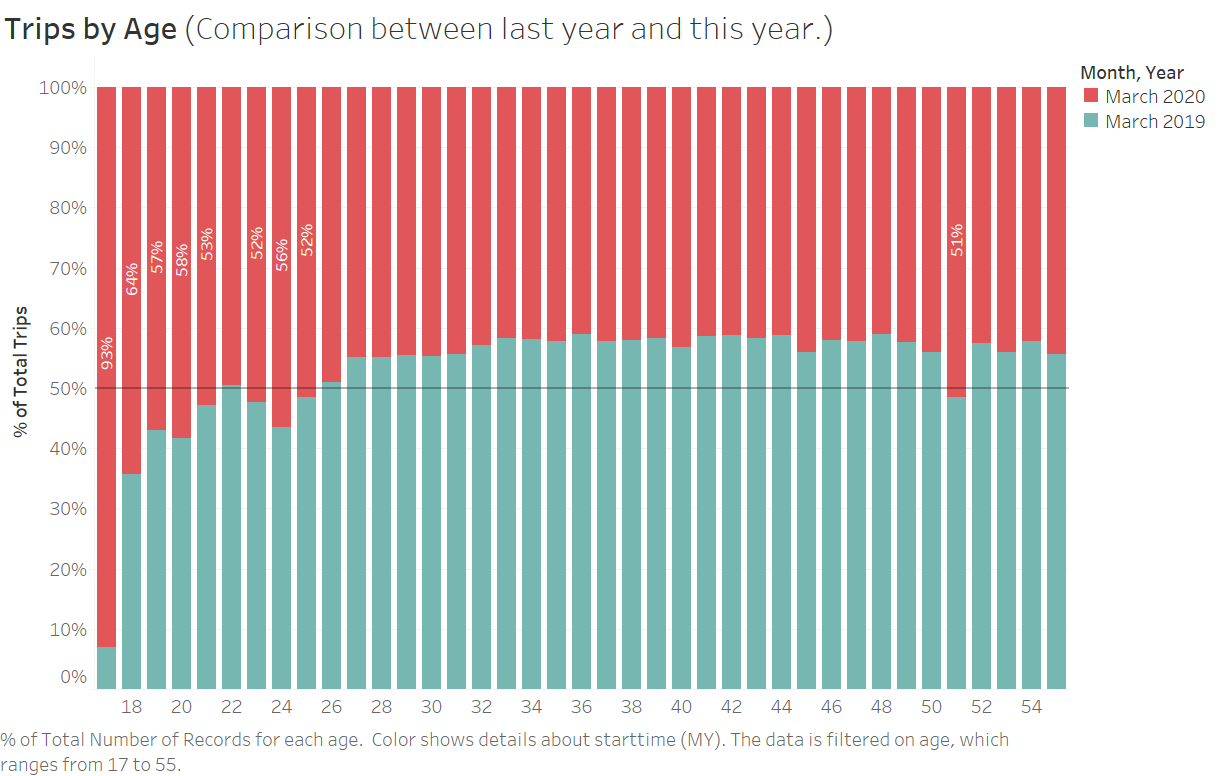 Trips by Age (Comparison between last year and this year.)
Month, Year
March 2020
March 2019
% of Total Trips
100%
90%
80%
70%
60%
50%
40%
30%
20%
10%
0%
93%
64%
57%
58%
53%
52%
56%
52%
51%
18 20 22 24 26 28 30 32 34 36 38 40 42 44 46 48 50 52 54
% of Total Number of Records for each age. Color shows details about starttime (MY). The data is filtered on age, which
ranges from 17 to 55.